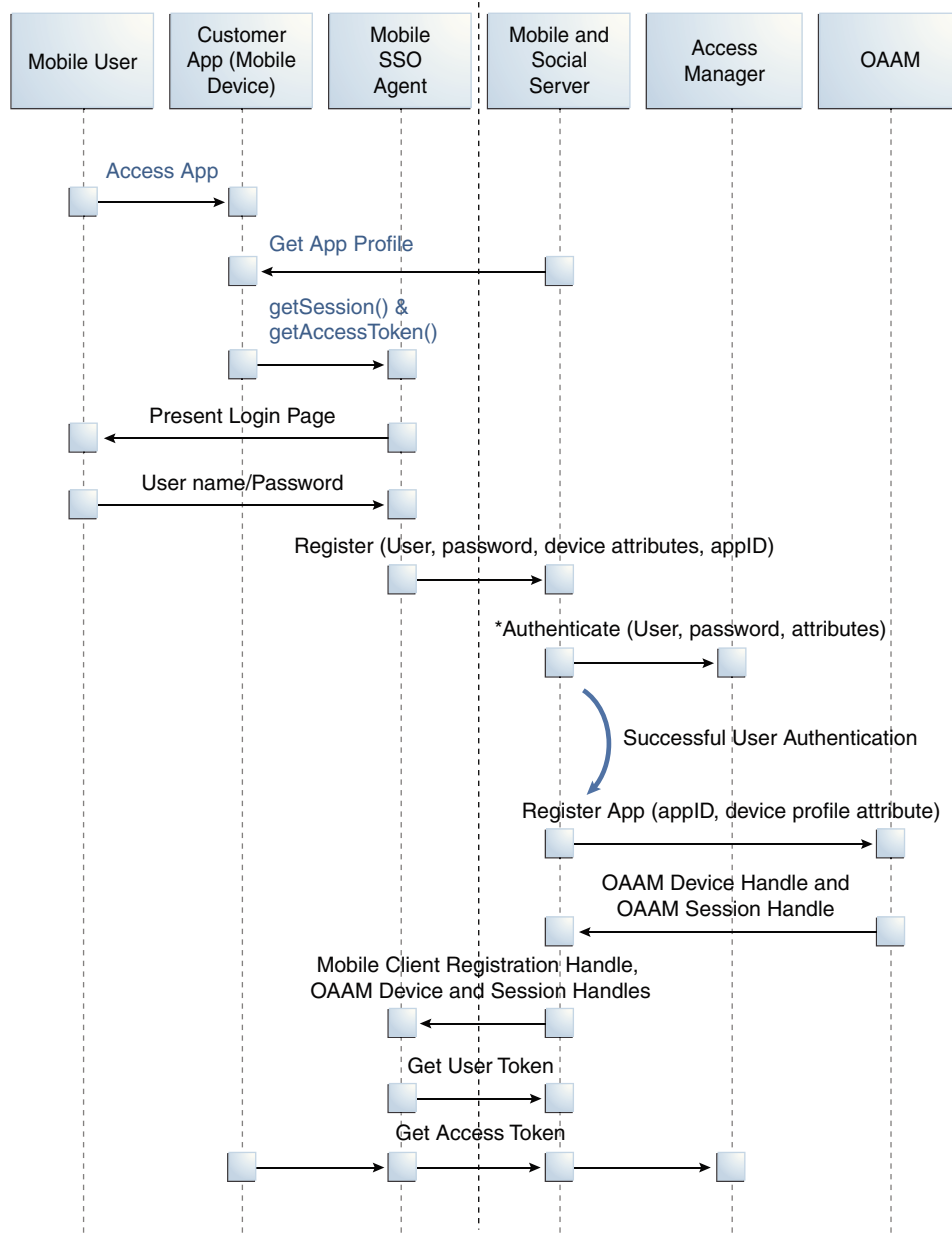 Mobile User
Customer
App (Mobile
Device)
Mobile
SSO
Agent
Mobile and
Social
Server
Access
Manager
OAAM
Access App
Get App Profile
getSession() &
getAccessToken()
Present Login Page
User name/Password
Register (User, password, device attributes, appID)
*Authenticate (User, password, attributes)
Successful User Authentication
Register App (appID, device profile attribute)
OAAM Device Handle and
OAAM Session Handle
Mobile Client Registration Handle,
OAAM Device and Session Handles
Get User Token
Get Access Token